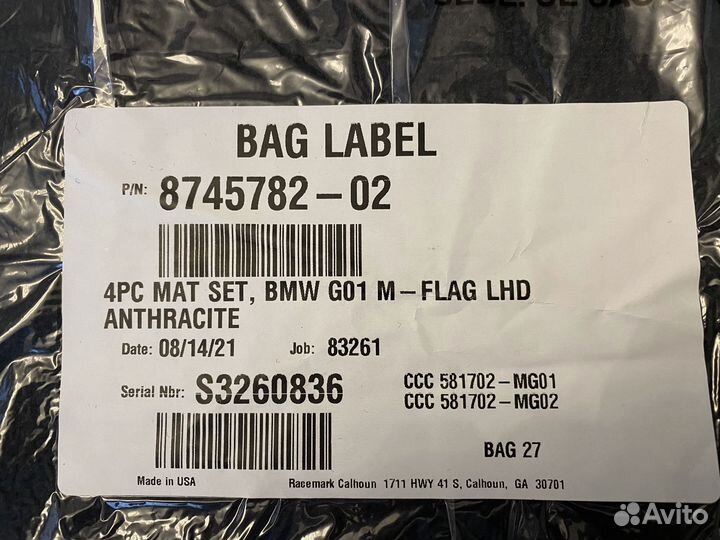 BAG LABEL
P/N: 8745782-02
4PC MAT SET, BMW G01 M-FLAG LHD
ANTHRACITE
Date: 08/14/21 Job: 83261
Serial Nbr: S3260836
CCC 581702-MG01
CCC 581702-MG02
BAG 27
Made in USA Racemark Calhoun 1711 HWY 41 S, Calhoun, GA 30701
Avito